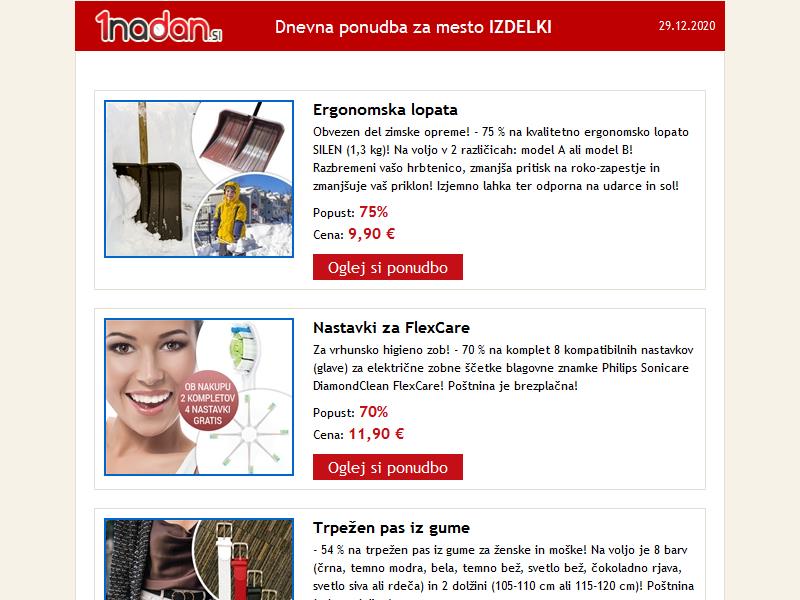 1nadan.si
Dnevna ponudba za mesto IZDELKI
29.12.2020
Ergonomska lopata
Obvezen del zimske opreme! - 75 % na kvalitetno ergonomsko lopato
SILEN (1,3 kg)! Na voljo v 2 različicah: model A ali model B!
Razbremeni vašo hrbtenico, zmanjša pritisk na roko-zapestje in
zmanjšuje vaš priklon! Izjemno lahka ter odporna na udarce in sol!
Popust: 75%
Cena: 9,90 €
Oglej si ponudbo
OB NAKUPU
2 KOMPLETOV
4 NASTAVKI
GRATIS
Nastavki za FlexCare
Za vrhunsko higieno zob! - 70 % na komplet 8 kompatibilnih nastavkov
(glave) za električne zobne ščetke blagovne znamke Philips Sonicare
DiamondClean FlexCare! Poštnina je brezplačna!
Popust: 70%
Cena: 11,90 €
Oglej si ponudbo
Trpežen pas iz gume
- 54 % na trpežen pas iz gume za ženske in moške! Na voljo je 8 barv
(črna, temno modra, bela, temno bež, svetlo bež, čokoladno rjava,
svetlo siva ali rdeča) in 2 dolžini (105-110 cm ali 115-120 cm)! Poštnina